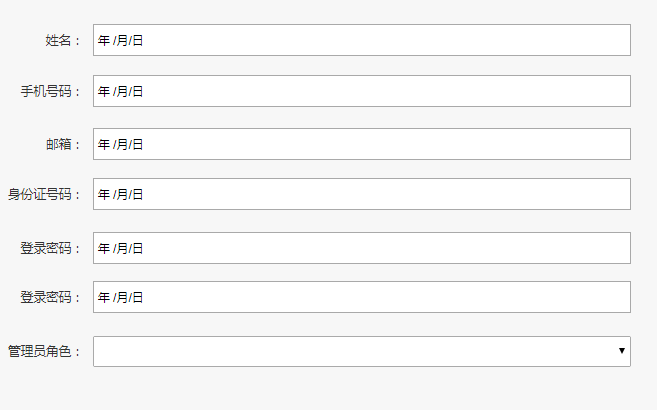 姓名： 年 /月/日
手机号码： 年 /月/日
邮箱： 年 /月/日
身份证号码： 年 /月/日
登录密码： 年 /月/日
登录密码： 年 /月/日
管理员角色：